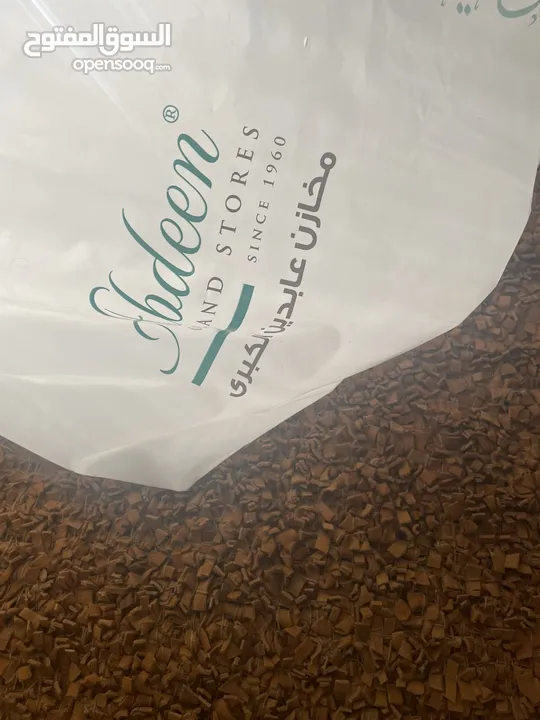 السوق المفتوح
opensooq.com
Abdeen®
AND STORES
SINCE 1960
مخازن عابدين الكبرى